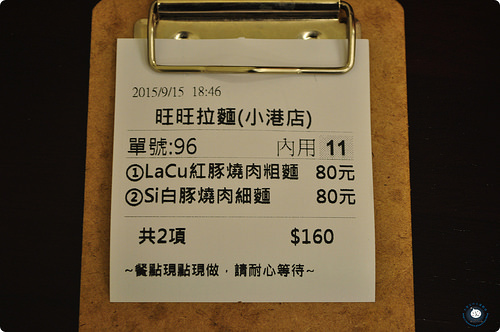 2015/9/15 18:46
旺旺拉麵(小港店)
單號:96 內用 11
①LaCu紅豚燒肉粗麵 80元
②Si白豚燒肉細麵 80元
共2項 $160
~餐點現點現做，請耐心等待~